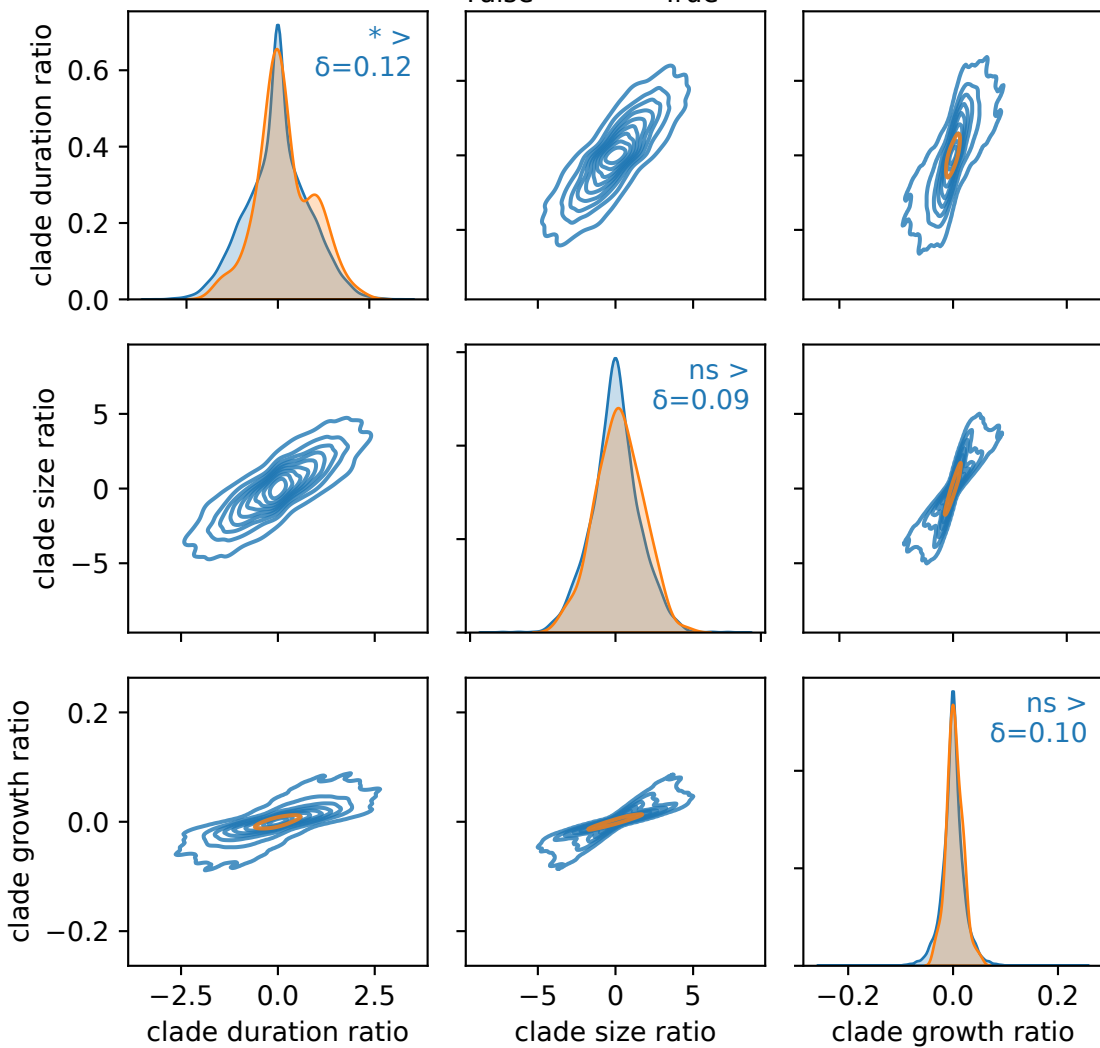 clade duration ratio
0.6
0.4
0.2
0.0
* >
δ=0.12
clade size ratio
5
0
−5
ns >
δ=0.09
clade growth ratio
0.2
0.0
−0.2
ns >
δ=0.10
−2.5 0.0 2.5
clade duration ratio
−5 0 5
clade size ratio
−0.2 0.0 0.2
clade growth ratio